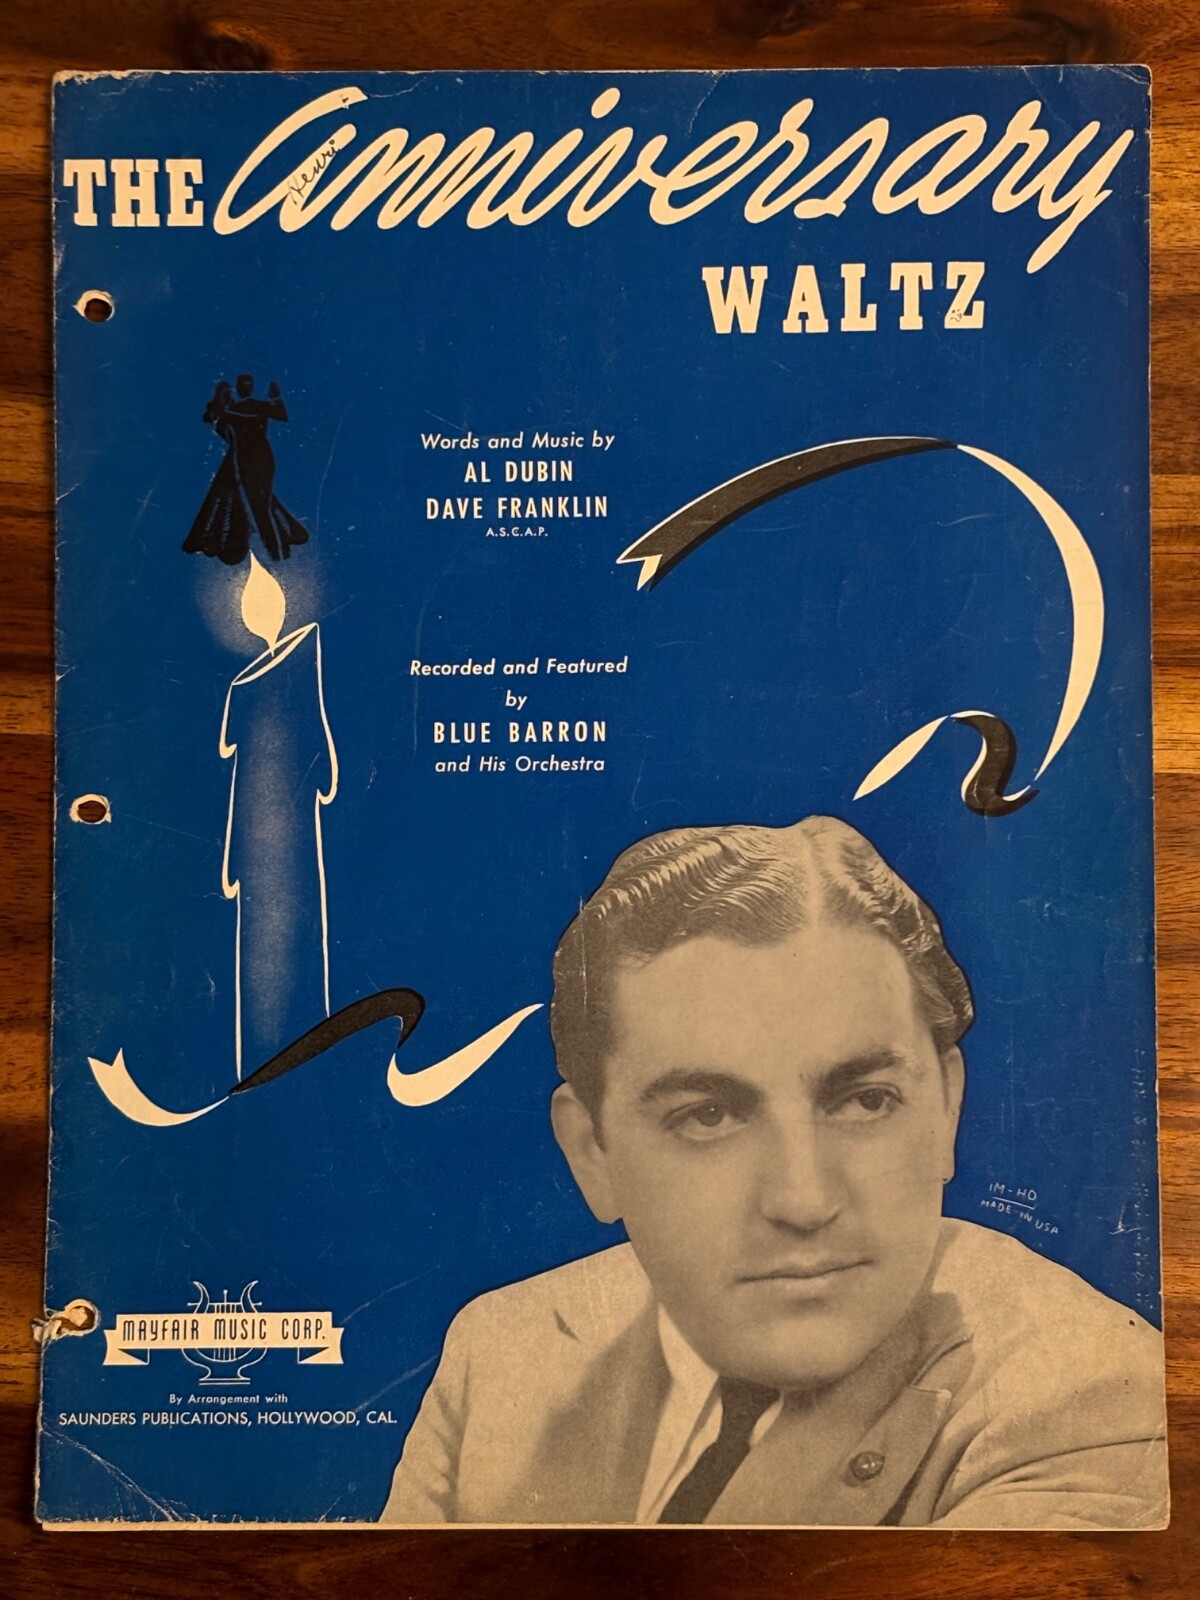 THE Anniversary
Henri
WALTZ
Words and Music by
AL DUBIN
DAVE FRANKLIN
A.S.C.A.P.
Recorded and Featured
by
BLUE BARRON
and His Orchestra
IM-HO
MADE-IN USA
MAYFAIR MUSIC CORP.
By Arrangement with
SAUNDERS PUBLICATIONS, HOLLYWOOD, CAL.